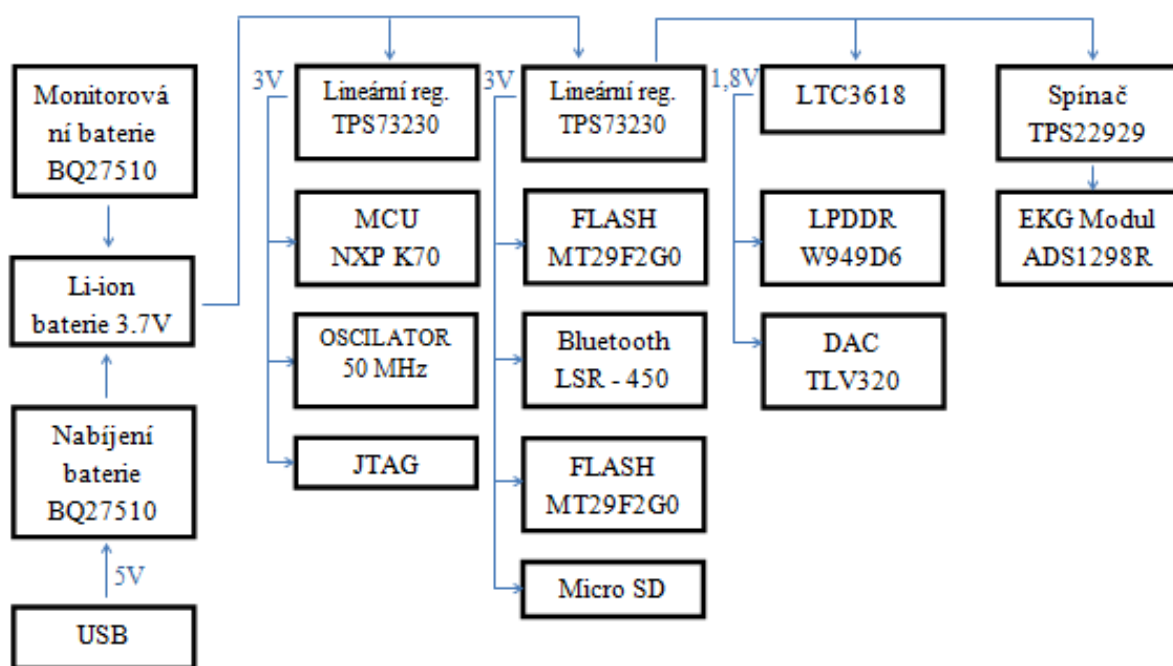 Monitorová
ní baterie
BQ27510
Li-ion
baterie 3.7V
Nabíjení
baterie
BQ27510
5V
USB
3V
Lineární reg.
TPS73230
MCU
NXP K70
OSCILATOR
50 MHz
JTAG
3V
Lineární reg.
TPS73230
FLASH
MT29F2G0
Bluetooth
LSR - 450
FLASH
MT29F2G0
Micro SD
1,8V
LTC3618
LPDDR
W949D6
DAC
TLV320
Spínač
TPS22929
EKG Modul
ADS1298R